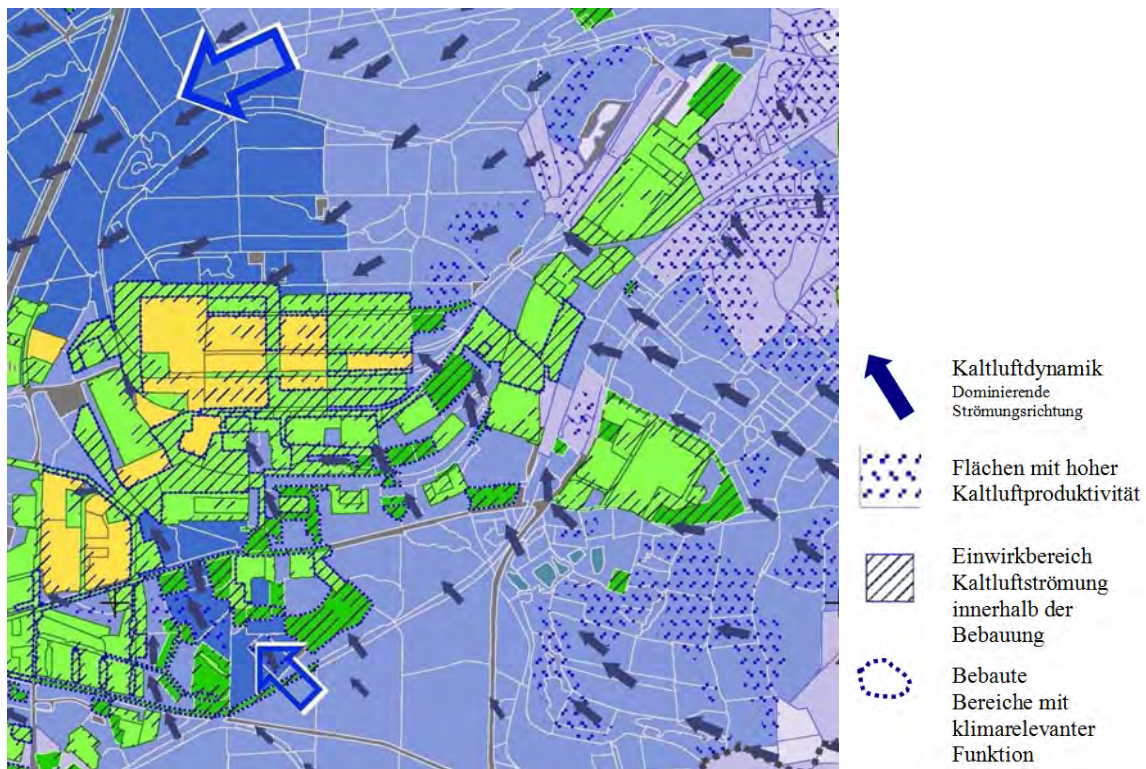 Kaltluftdynamik
Dominierende
Strömungsrichtung
Flächen mit hoher
Kaltluftproduktivität
Einwirkbereich
Kaltluftströmung
innerhalb der
Bebauung
Bebaute
Bereiche mit
klimarelevanter
Funktion